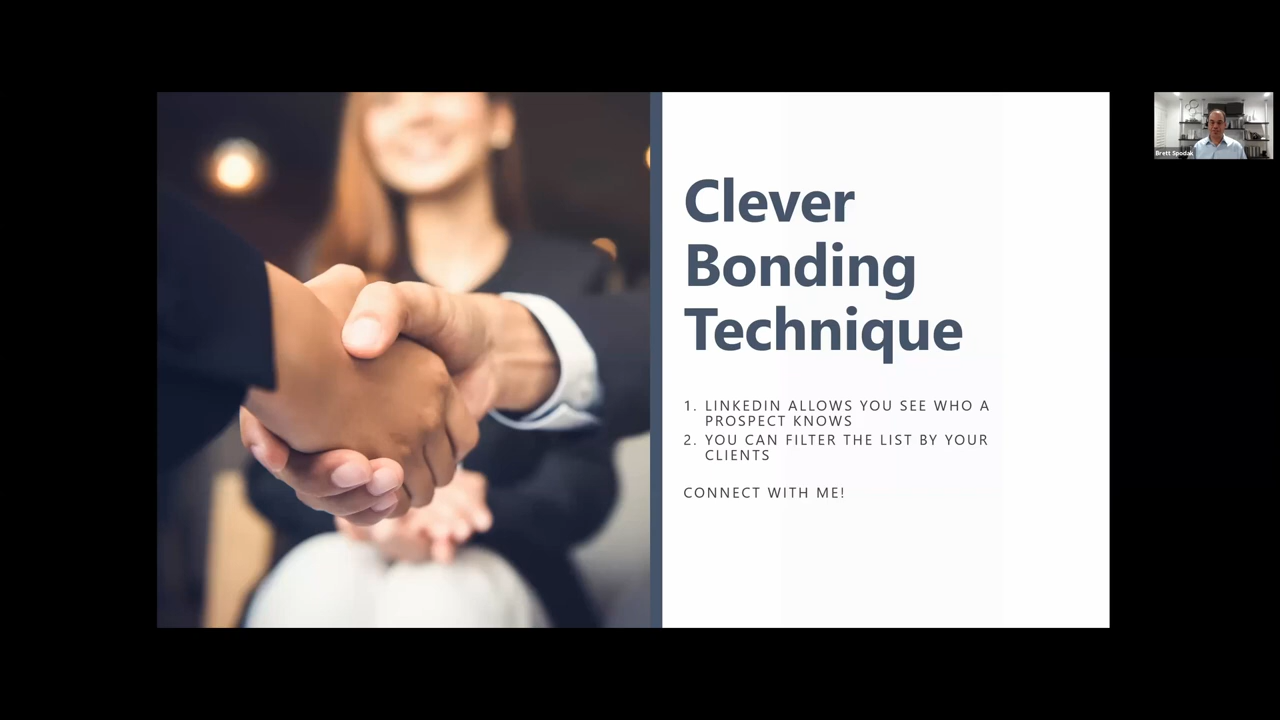 Clever
Bonding
Technique
1. LINKEDIN ALLOWS YOU SEE WHO A
PROSPECT KNOWS
2. YOU CAN FILTER THE LIST BY YOUR
CLIENTS
CONNECT WITH ME!
Brett Spodak